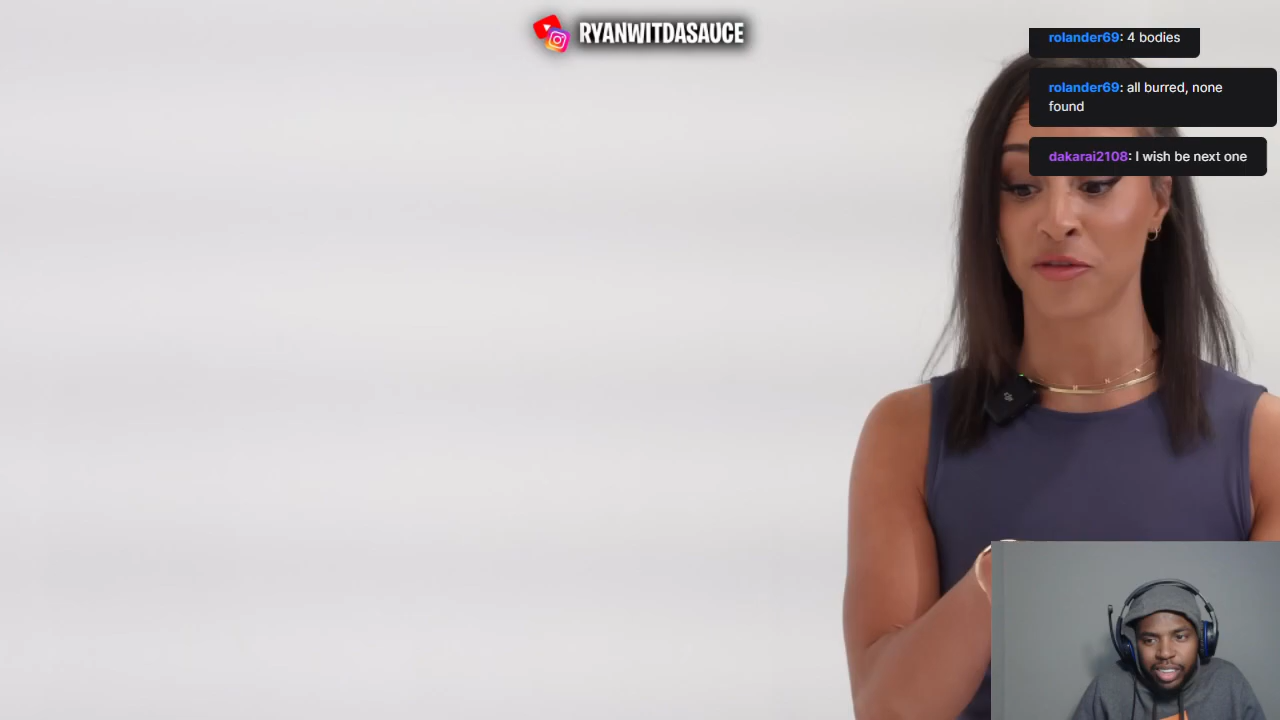 RYANWITDASAUCE
rolander69: 4 bodies
rolander69: all burred, none
found
dakarai2108: I wish be next one